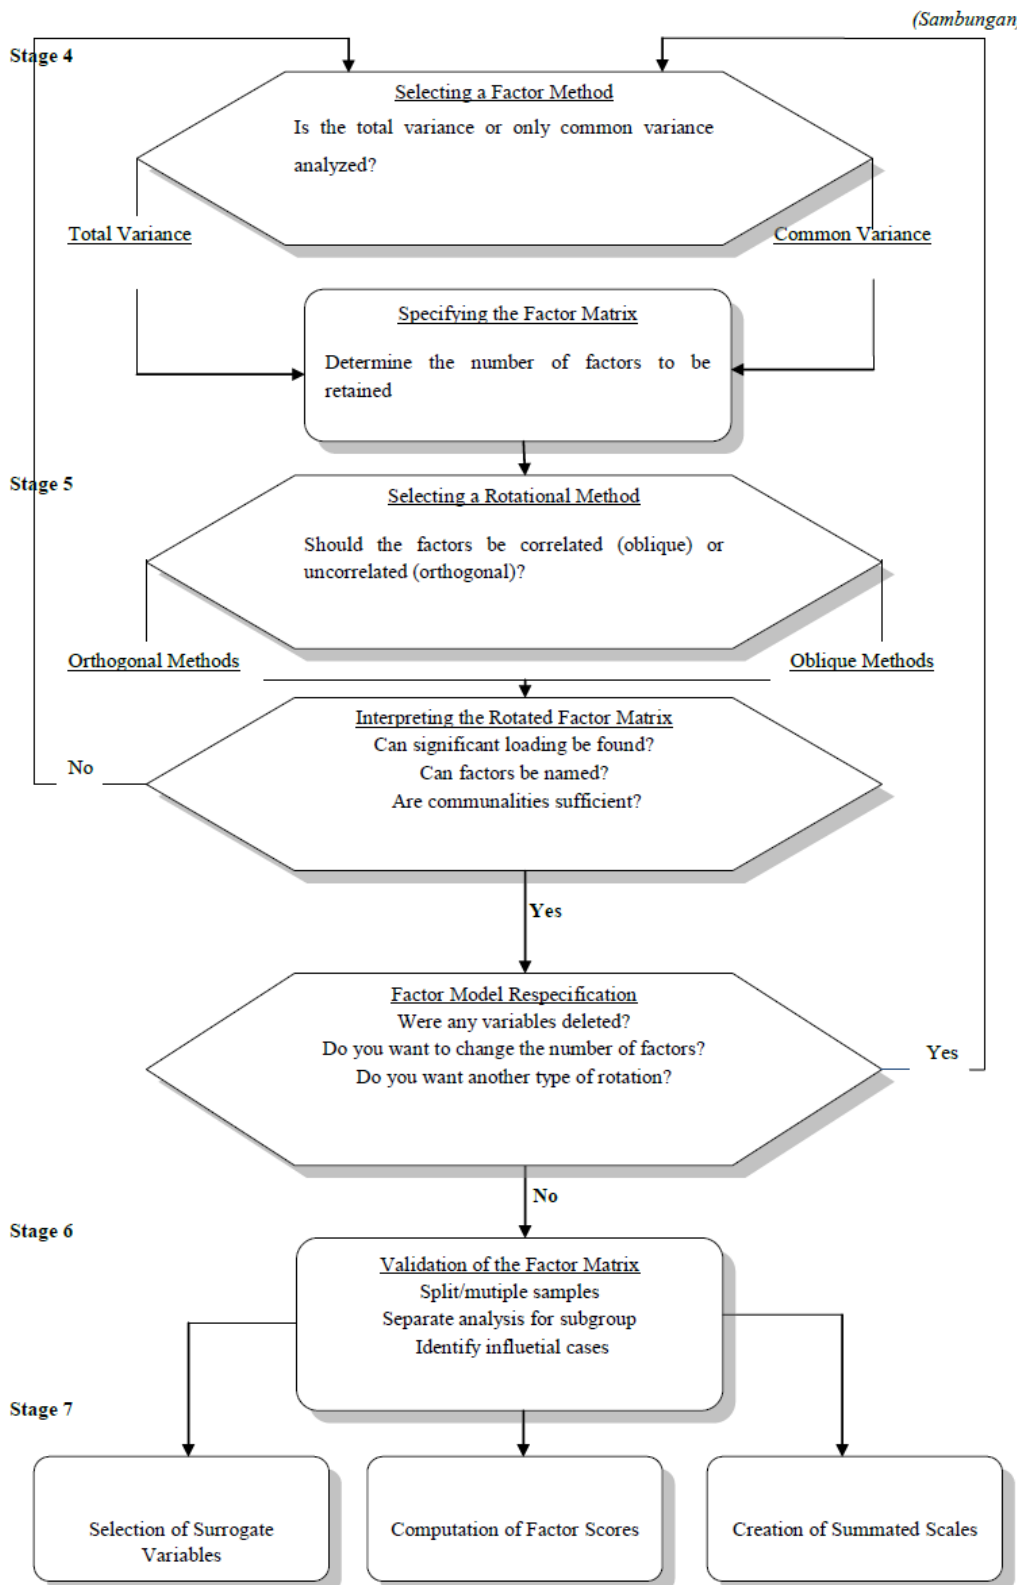 (Sambungan)
Stage 4
Selecting a Factor Method
Is the total variance or only common variance
analyzed?
Total Variance
Common Variance
Specifying the Factor Matrix
Determine the number of factors to be
retained
Stage 5
Selecting a Rotational Method
Should the factors be correlated (oblique) or
uncorrelated (orthogonal)?
Orthogonal Methods
Oblique Methods
Interpreting the Rotated Factor Matrix
Can significant loading be found?
No
Can factors be named?
Are communalities sufficient?
Yes
Factor Model Respecification
Were any variables deleted?
Do you want to change the number of factors?
Yes
Do you want another type of rotation?
No
Stage 6
Validation of the Factor Matrix
Split/mutiple samples
Separate analysis for subgroup
Identify influetial cases
Stage 7
Selection of Surrogate
Variables
Computation of Factor Scores
Creation of Summated Scales